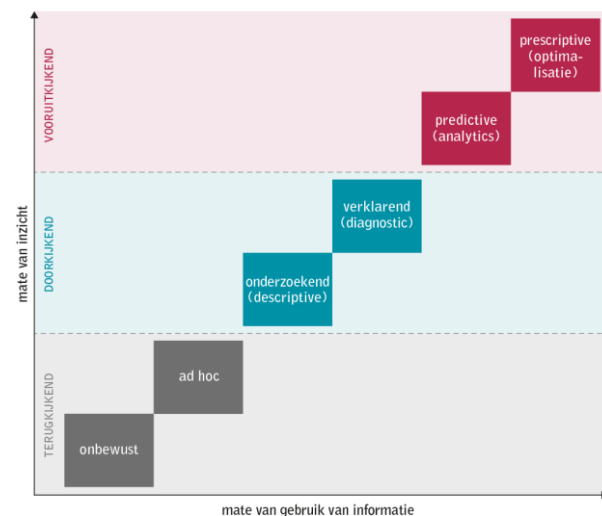 prescriptive
(optima-
lisatie)
VOORUITKIJKEND
predictive
(analytics)
verklarend
(diagnostic)
DOORKIJKEND
onderzoekend
(descriptive)
mate van inzicht
ad hoc
TERUGKIJKEND
onbewust
mate van gebruik van informatie